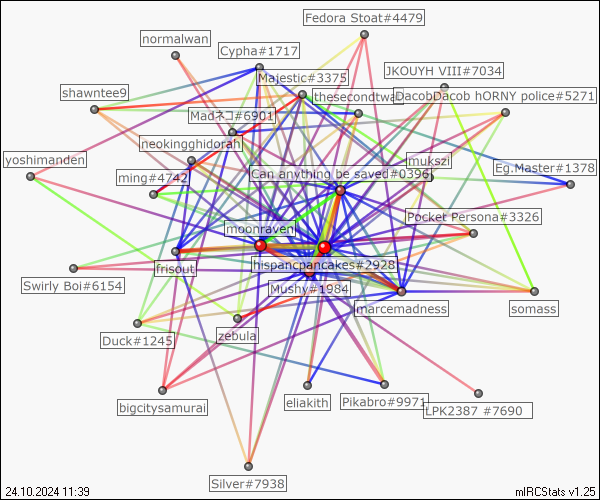 Fedora Stoat#4479
normalwan
Cypha#1717
JKOUYH VIII#7034
Majestic#3375
shawntee9
thesecondtwa
DacobDacob hORNY police#5271
Madネコ#6901
neokingghidorah
yoshimanden
jnukszi
Eg.Master#1378
ming#4742
Can anything be saved#0396
Pocket Persona#3326
moonraven
frisout
hispancpancakes#2928
Swirly Boi#6154
Mushy#1984
marcemadness
somass
zebula
Duck#1245
bigcitysamurai
eliakith
Pikabro#9971
LPK2387 #7690
Silver#7938
24.10.2024 11:39
mIRCStats v1.25